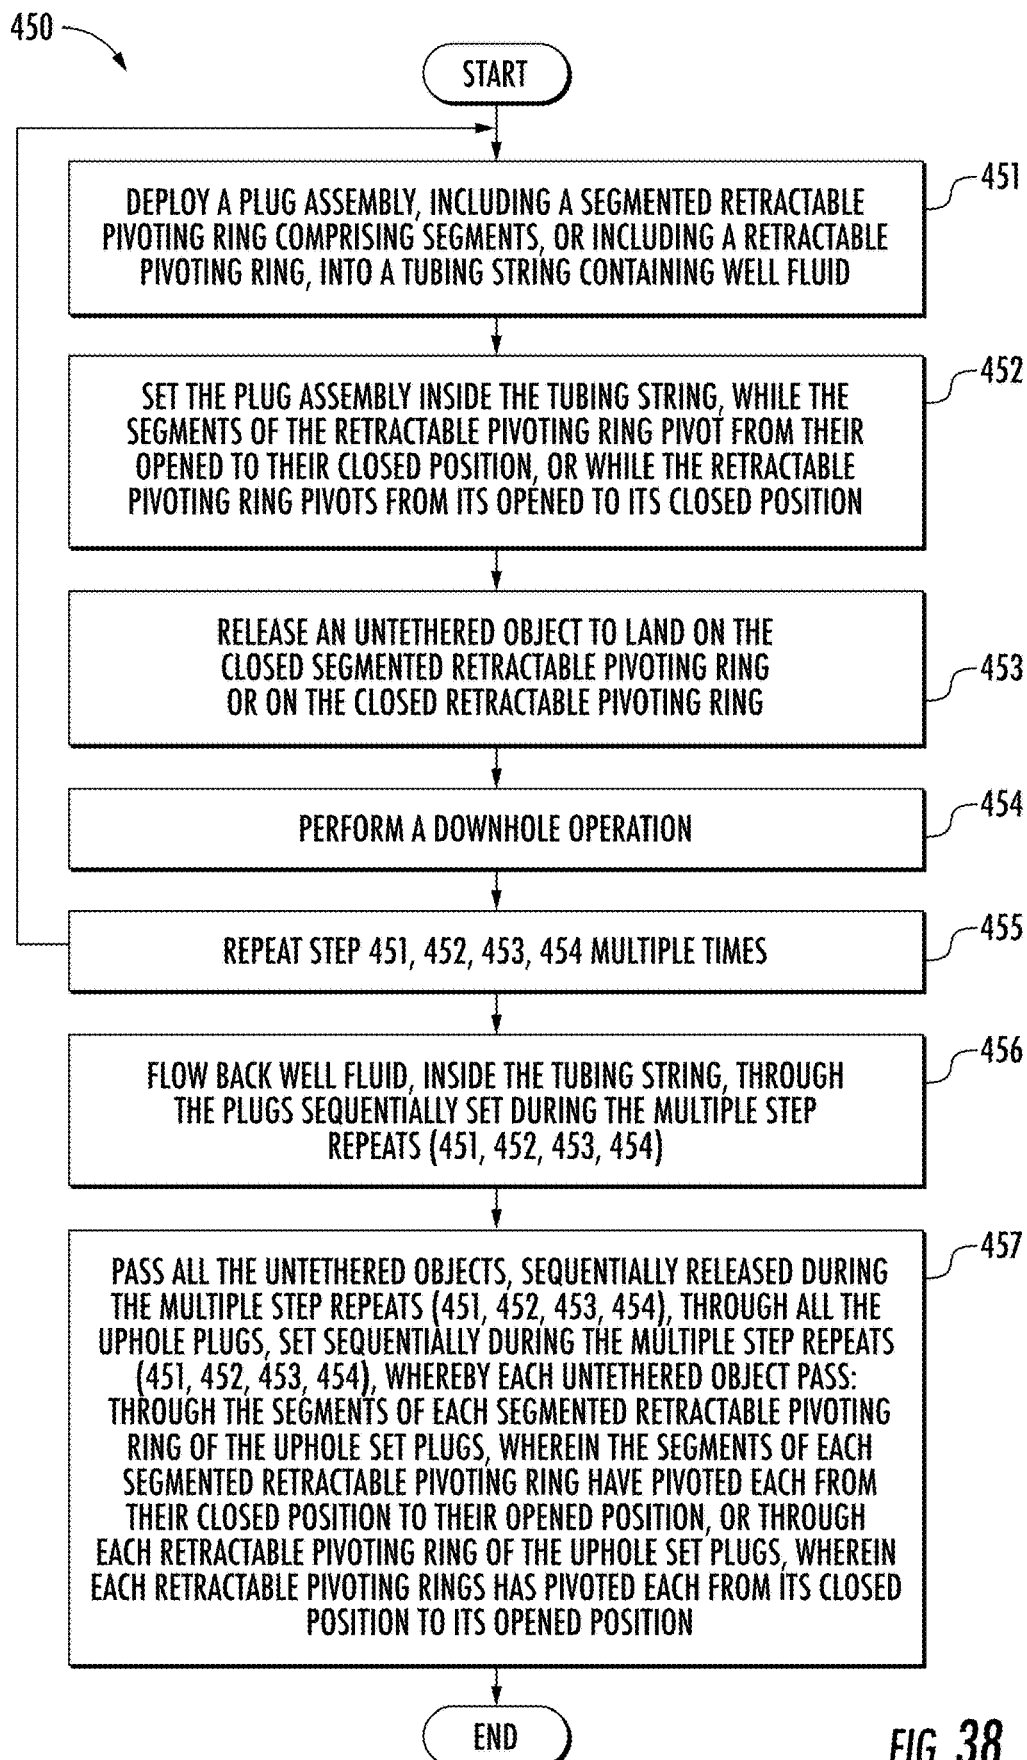 450
START
DEPLOY A PLUG ASSEMBLY, INCLUDING A SEGMENTED RETRACTABLE
PIVOTING RING COMPRISING SEGMENTS, OR INCLUDING A RETRACTABLE
PIVOTING RING, INTO A TUBING STRING CONTAINING WELL FLUID
451
SET THE PLUG ASSEMBLY INSIDE THE TUBING STRING, WHILE THE
SEGMENTS OF THE RETRACTABLE PIVOTING RING PIVOT FROM THEIR
OPENED TO THEIR CLOSED POSITION, OR WHILE THE RETRACTABLE
PIVOTING RING PIVOTS FROM ITS OPENED TO ITS CLOSED POSITION
452
RELEASE AN UNTETHERED OBJECT TO LAND ON THE
CLOSED SEGMENTED RETRACTABLE PIVOTING RING
OR ON THE CLOSED RETRACTABLE PIVOTING RING
453
PERFORM A DOWNHOLE OPERATION
454
REPEAT STEP 451, 452, 453, 454 MULTIPLE TIMES
455
FLOW BACK WELL FLUID, INSIDE THE TUBING STRING, THROUGH
THE PLUGS SEQUENTIALLY SET DURING THE MULTIPLE STEP
REPEATS (451, 452, 453, 454)
456
PASS ALL THE UNTETHERED OBJECTS, SEQUENTIALLY RELEASED DURING
THE MULTIPLE STEP REPEATS (451, 452, 453, 454), THROUGH ALL THE
UPHOLE PLUGS, SET SEQUENTIALLY DURING THE MULTIPLE STEP REPEATS
(451, 452, 453, 454), WHEREBY EACH UNTETHERED OBJECT PASS:
THROUGH THE SEGMENTS OF EACH SEGMENTED RETRACTABLE PIVOTING
RING OF THE UPHOLE SET PLUGS, WHEREIN THE SEGMENTS OF EACH
SEGMENTED RETRACTABLE PIVOTING RING HAVE PIVOTED EACH FROM
THEIR CLOSED POSITION TO THEIR OPENED POSITION, OR THROUGH
EACH RETRACTABLE PIVOTING RING OF THE UPHOLE SET PLUGS, WHEREIN
EACH RETRACTABLE PIVOTING RINGS HAS PIVOTED EACH FROM ITS CLOSED
POSITION TO ITS OPENED POSITION
457
END
FIG. 38